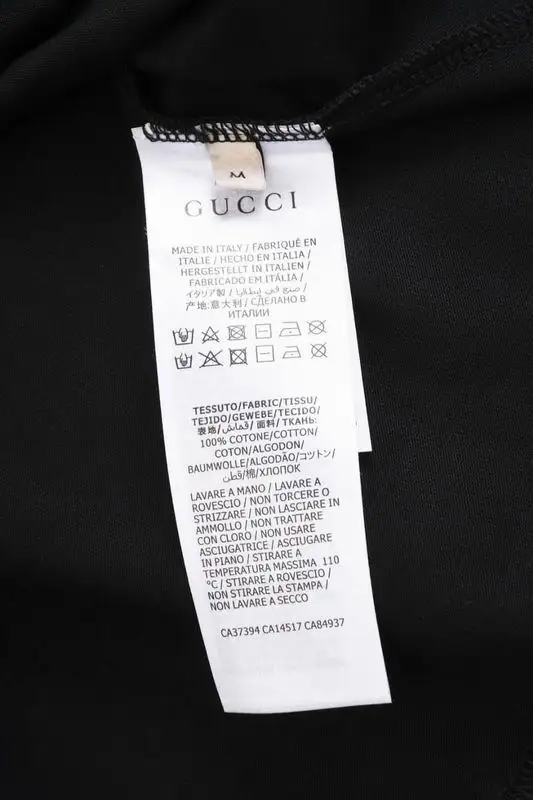 M
GUCCI
MADE IN ITALY / FABRIQUÉ EN
ITALIE / HECHO EN ITALIA /
HERGESTELLT IN ITALIEN /
FABRICADO EM ITÁLIA /
イタリア製 / صنع في إيطاليا /
产地:意大利 / СДЕЛАНО В
ИТАЛИИ
TESSUTO/FABRIC/TISSU/
TEJIDO/GEWEBE/TECIDO/
表地/قماش/ 面料/ ТКАНЬ:
100% COTONE/COTTON/
COTON/ALGODON/
BAUMWOLLE/ALGODÃO/コットン/
قطن/棉/ХЛОПОК
LAVARE A MANO / LAVARE A
ROVESCIO / NON TORCERE O
STRIZZARE / NON LASCIARE IN
AMMOLLO / NON TRATTARE
CON CLORO / NON USARE
ASCIUGATRICE / ASCIUGARE
IN PIANO / STIRARE A
TEMPERATURA MASSIMA 110
°C / STIRARE A ROVESCIO /
NON STIRARE LA STAMPA /
NON LAVARE A SECCO
CA37394 CA14517 CA84937